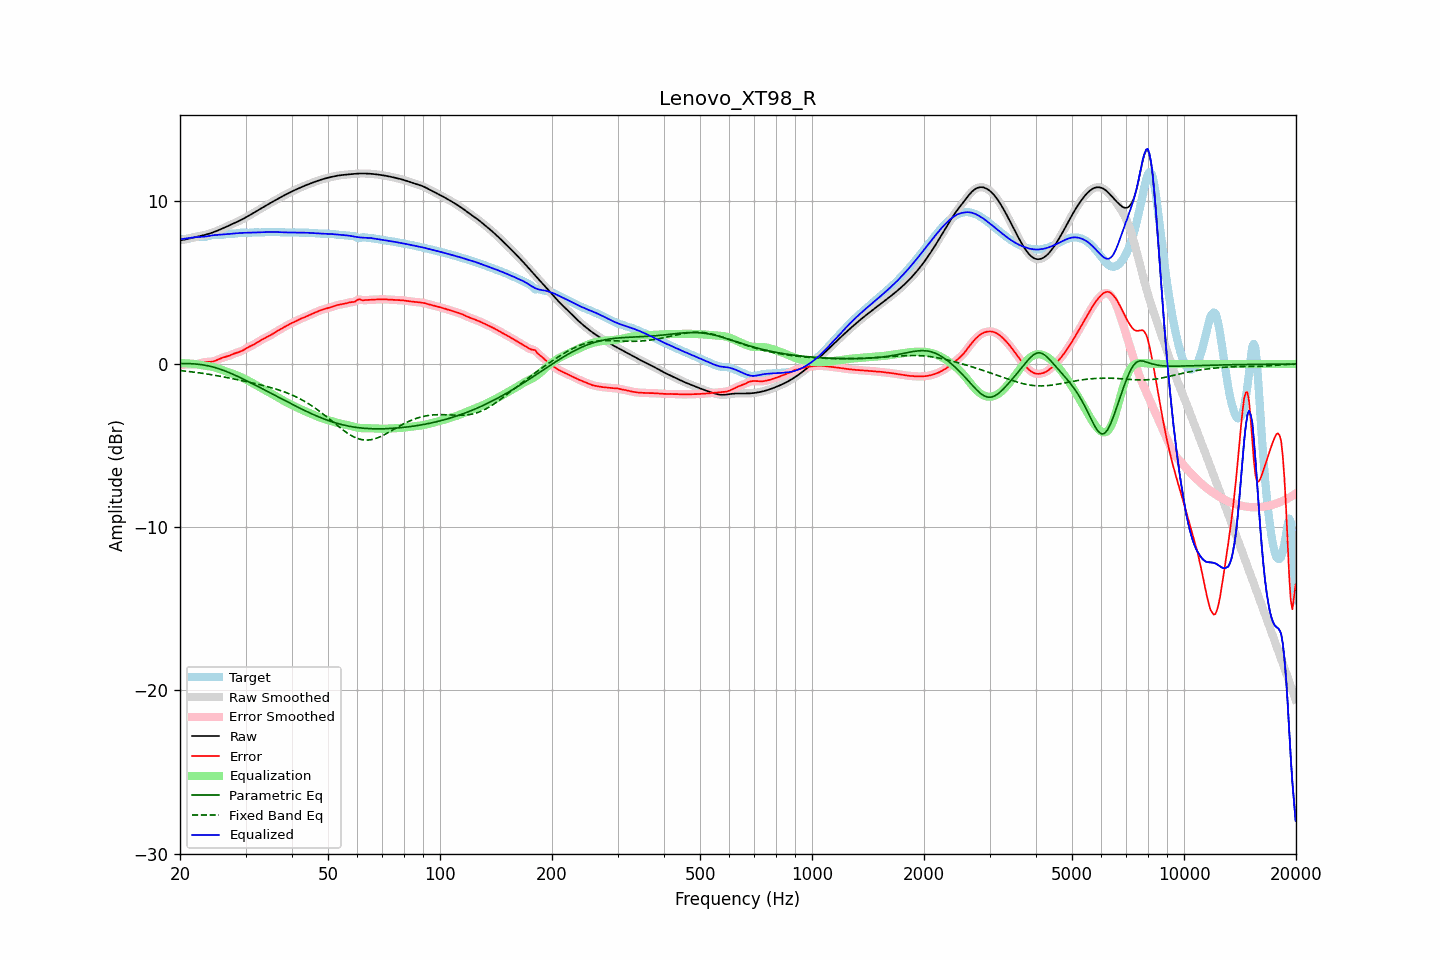 Lenovo_XT98_R
Amplitude (dBr)
10
0
−10
−20
−30
Target
Raw Smoothed
Error Smoothed
Raw
Error
Equalization
Parametric Eq
Fixed Band Eq
Equalized
20 50 100 200 500 1000 2000 5000 10000 20000
Frequency (Hz)